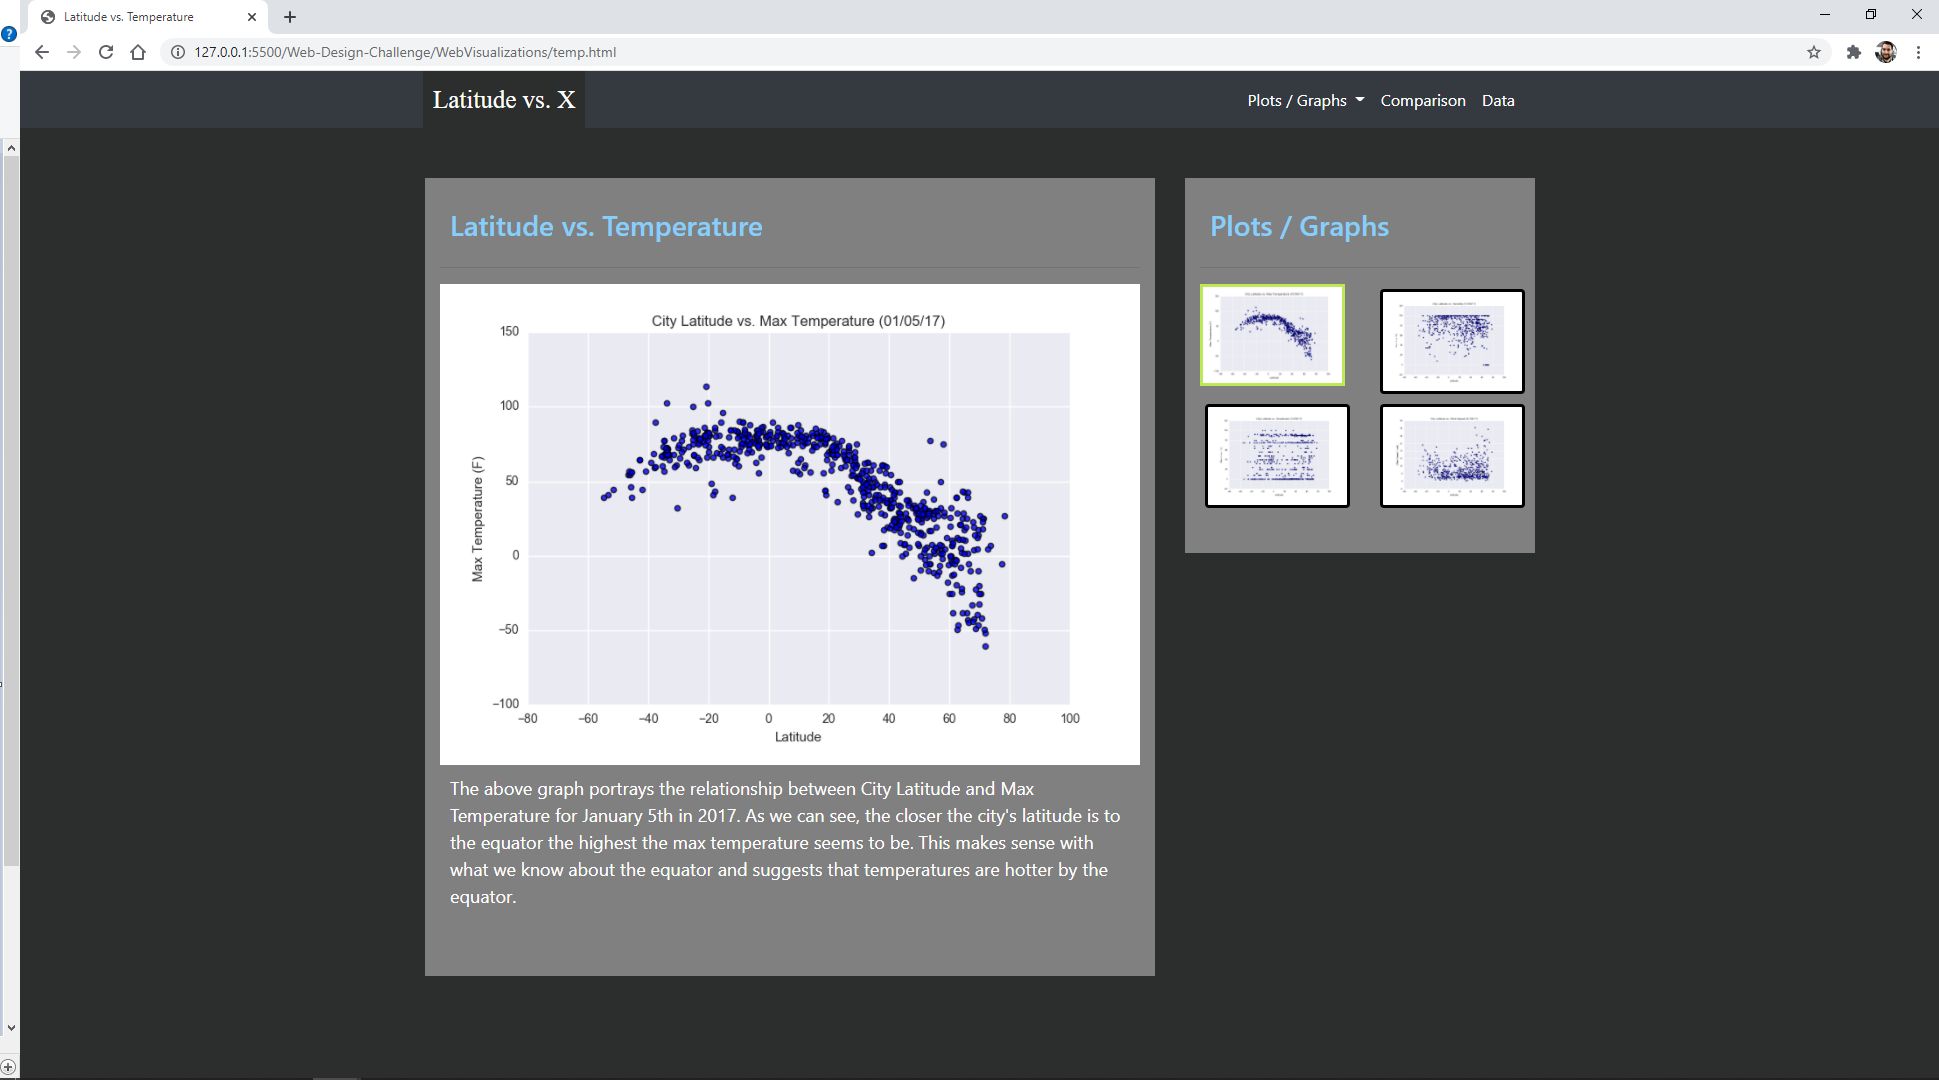 Latitude vs. Temperature
127.0.0.1:5500/Web-Design-Challenge/WebVisualizations/temp.html
Latitude vs. X
Plots / Graphs Comparison Data
Latitude vs. Temperature
City Latitude vs. Max Temperature (01/05/17)
150
100
50
0
−50
−100
Max Temperature (F)
−80 −60 −40 −20 0 20 40 60 80 100
Latitude
The above graph portrays the relationship between City Latitude and Max
Temperature for January 5th in 2017. As we can see, the closer the city's latitude is to
the equator the highest the max temperature seems to be. This makes sense with
what we know about the equator and suggests that temperatures are hotter by the
equator.
Plots / Graphs